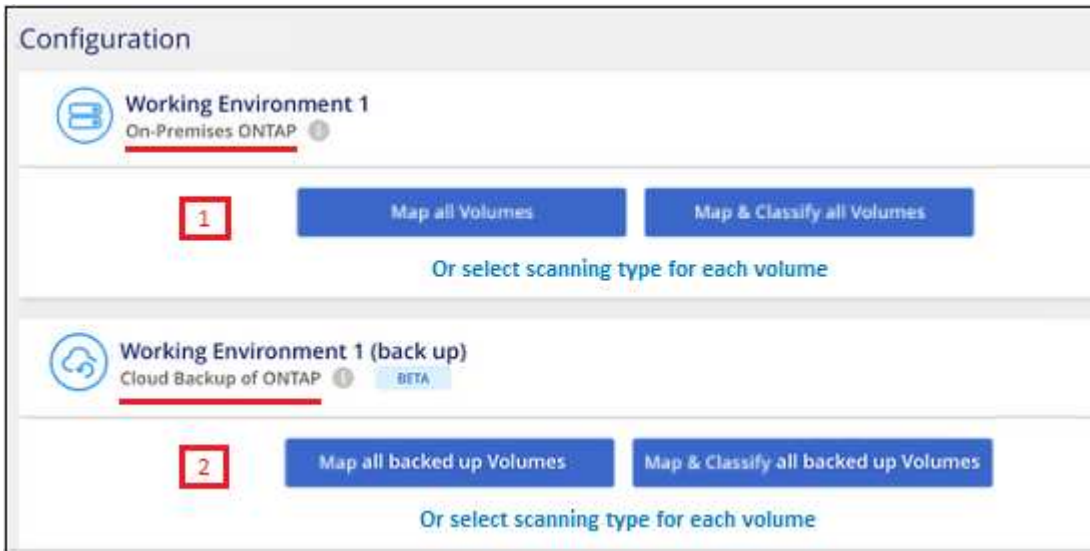 Configuration
Working Environment 1
On-Premises ONTAP
1
Map all Volumes
Map & Classify all Volumes
Or select scanning type for each volume
Working Environment 1 (back up)
Cloud Backup of ONTAP
BETA
2
Map all backed up Volumes
Map & Classify all backed up Volumes
Or select scanning type for each volume